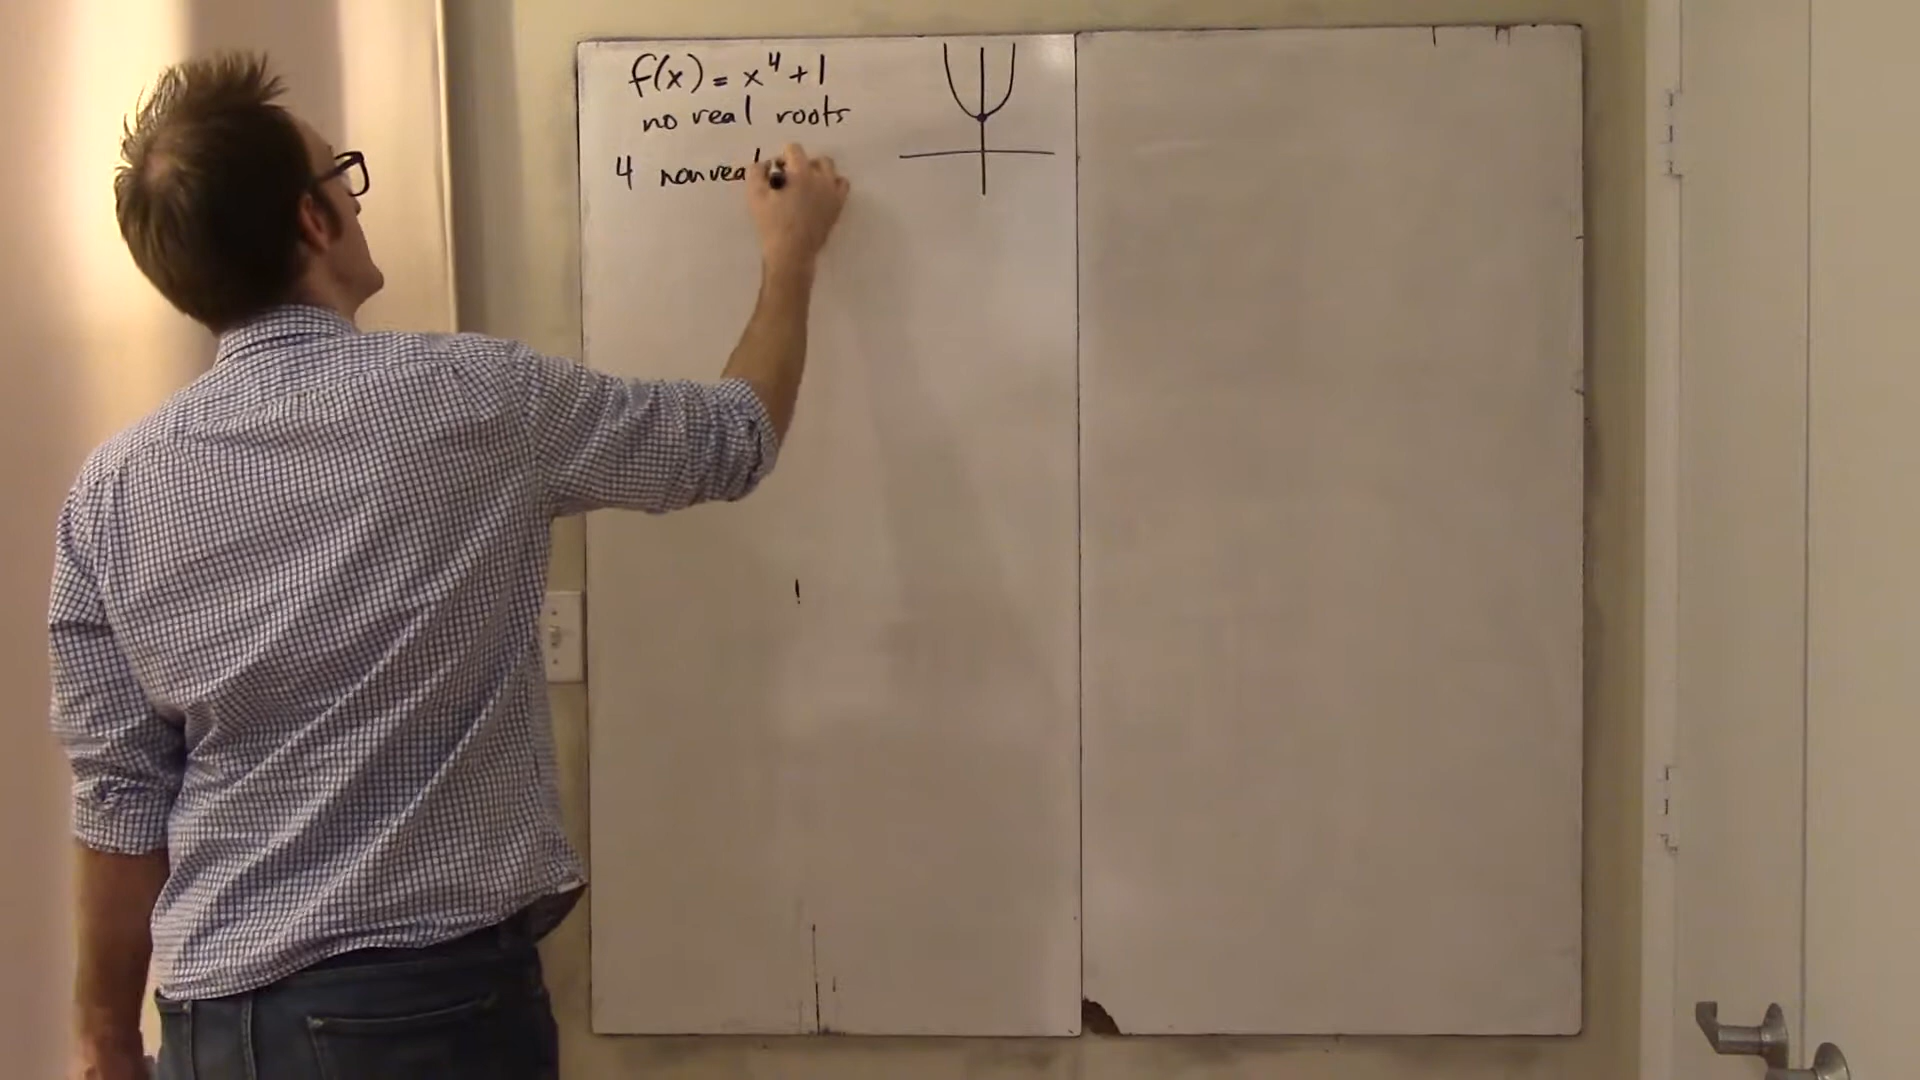 f(x) = x⁴ + 1
no real roots
4 nonreal